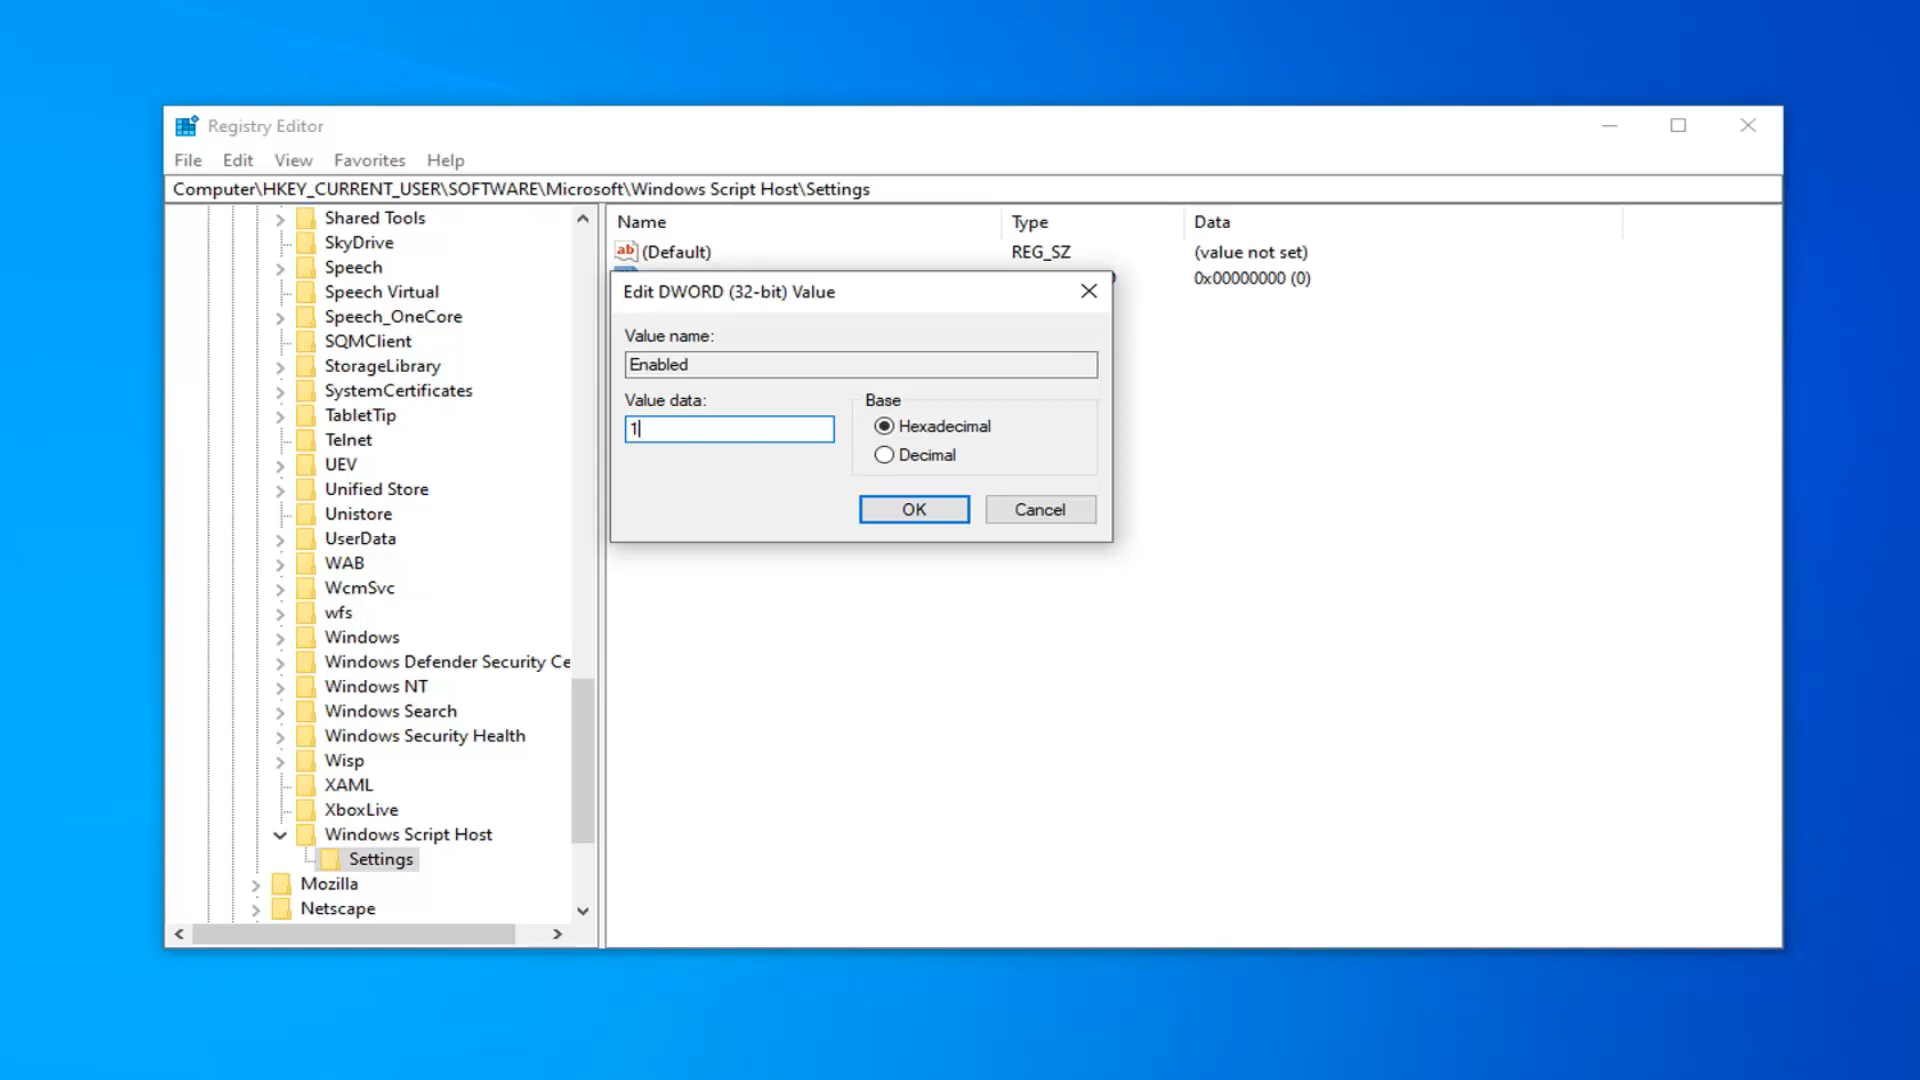 Registry Editor
File Edit View Favorites Help
Computer\HKEY_CURRENT_USER\SOFTWARE\Microsoft\Windows Script Host\Settings
Shared Tools
SkyDrive
Speech
Speech Virtual
Speech_OneCore
SQMClient
StorageLibrary
SystemCertificates
TabletTip
Telnet
UEV
Unified Store
Unistore
UserData
WAB
WcmSvc
wfs
Windows
Windows Defender Security Ce
Windows NT
Windows Search
Windows Security Health
Wisp
XAML
XboxLive
Windows Script Host
Settings
Mozilla
Netscape
Name Type Data
ab (Default) REG_SZ (value not set)
0x00000000 (0)
Edit DWORD (32-bit) Value
Value name:
Enabled
Value data:
1
Base
Hexadecimal
Decimal
OK Cancel